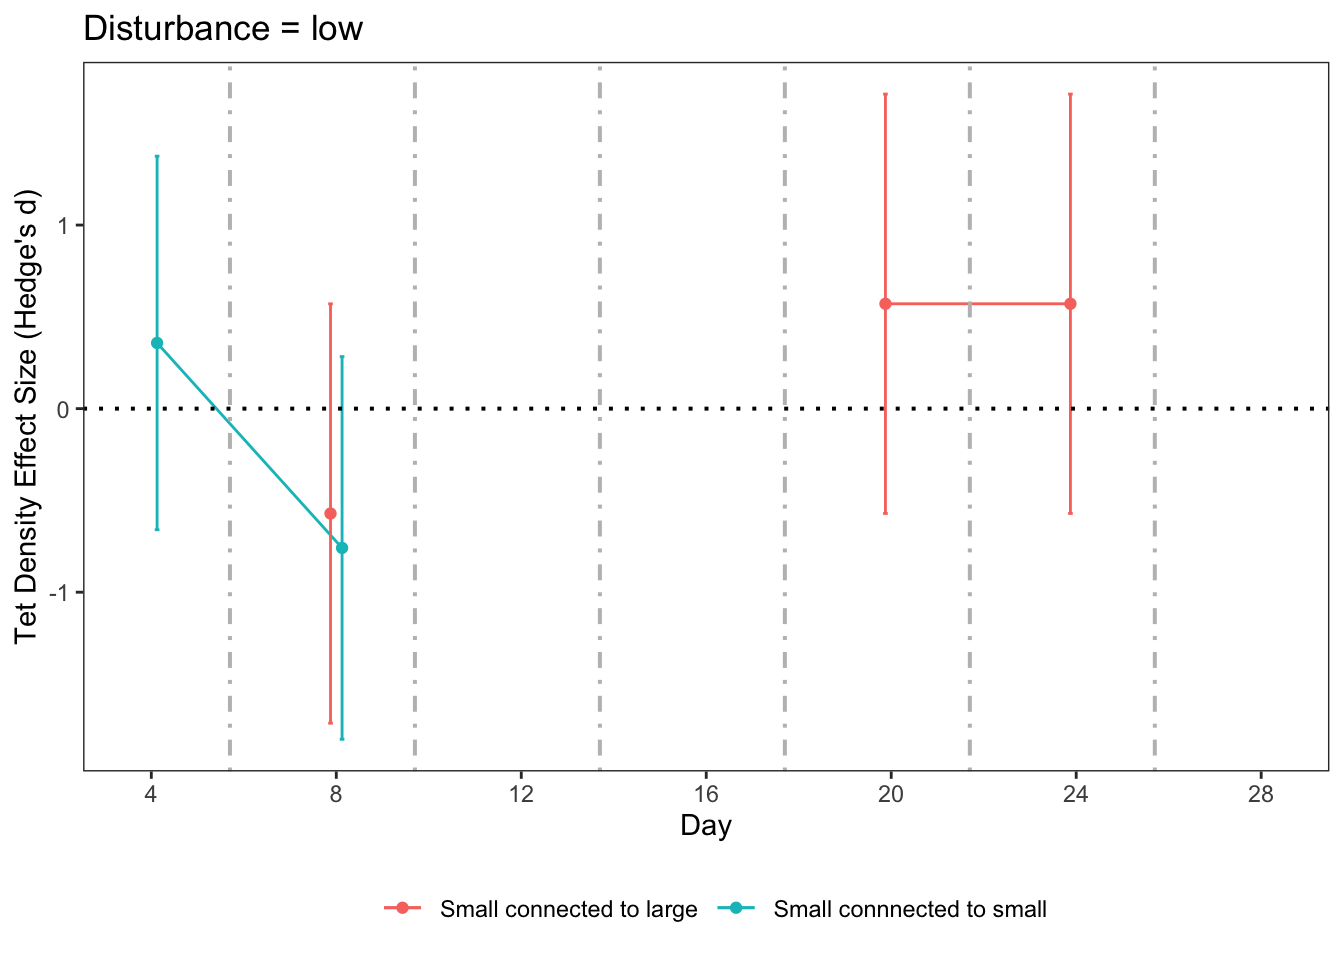 Disturbance = low
Tet Density Effect Size (Hedge's d)
1
0
-1
4 8 12 16 20 24 28
Day
Small connected to large Small connnected to small